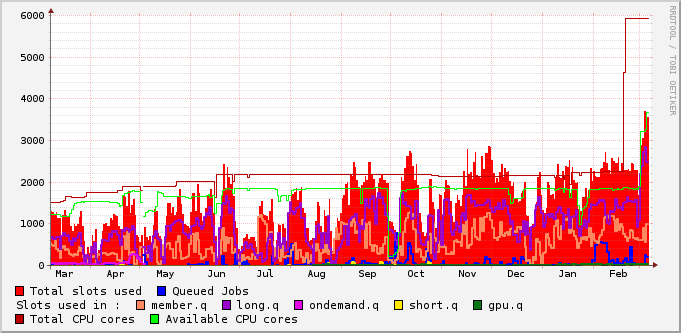 RRDTOOL / TOBI OETIKER
6000
5000
4000
3000
2000
1000
0
Mar Apr May Jun Jul Aug Sep Oct Nov Dec Jan Feb
Total slots used Queued Jobs
Slots used in : member.q long.q ondemand.q short.q gpu.q
Total CPU cores Available CPU cores